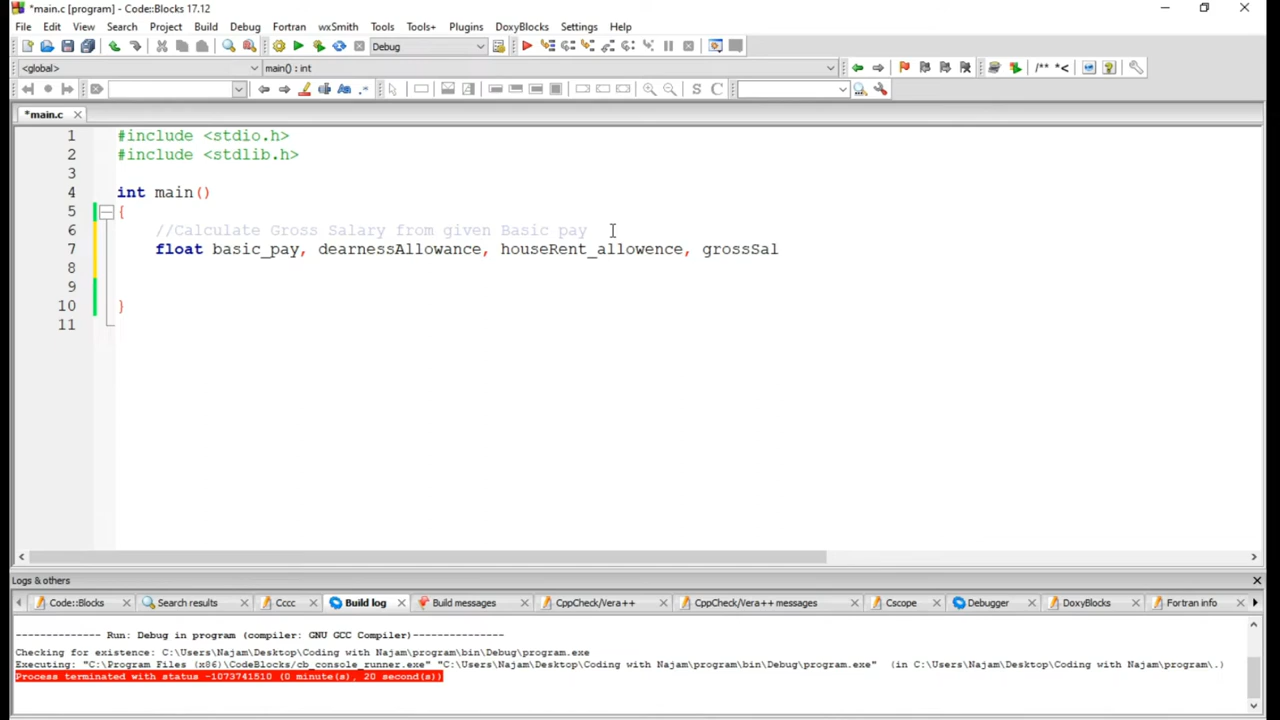 *main.c [program] - Code::Blocks 17.12
File Edit View Search Project Build Debug Fortran wxSmith Tools Tools+ Plugins DoxyBlocks Settings Help
Debug
<global> main() : int /** *<
S C
*main.c
1 #include <stdio.h>
2 #include <stdlib.h>
3
4 int main()
5 {
6 //Calculate Gross Salary from given Basic pay
7 float basic_pay, dearnessAllowance, houseRent_allowence, grossSal
8
9
10 }
11
Logs & others
Code::Blocks Search results Cccc Build log Build messages CppCheck/Vera++ CppCheck/Vera++ messages Cscope Debugger DoxyBlocks Fortran info
-------------- Run: Debug in program (compiler: GNU GCC Compiler)---------------
Checking for existence: C:\Users\Najam\Desktop\Coding with Najam\program\bin\Debug\program.exe
Executing: "C:\Program Files (x86)\CodeBlocks/cb_console_runner.exe" "C:\Users\Najam\Desktop\Coding with Najam\program\bin\Debug\program.exe" (in C:\Users\Najam\Desktop\Coding with Najam\program\.)
Process terminated with status -1073741510 (0 minute(s), 20 second(s))